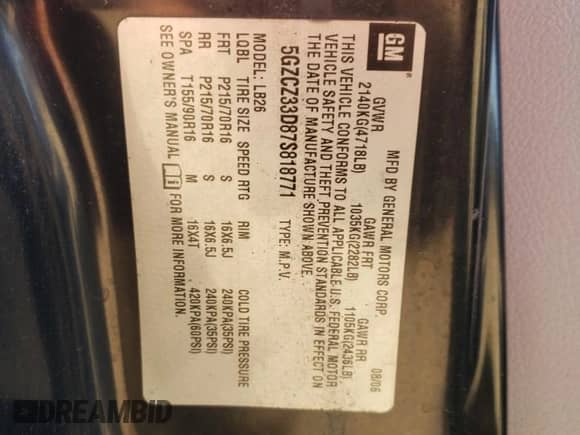 GM
MFD BY GENERAL MOTORS CORP. 08/06
GVWR GAWR FRT GAWR RR
2140KG(4718LB) 1035KG(2282LB) 1105KG(2436LB)
THIS VEHICLE CONFORMS TO ALL APPLICABLE U.S. FEDERAL MOTOR
VEHICLE SAFETY AND THEFT PREVENTION STANDARDS IN EFFECT ON
THE DATE OF MANUFACTURE SHOWN ABOVE.
5GZCZ33D87S818771 TYPE: M.P.V.
MODEL: LB26
LQBL TIRE SIZE SPEED RTG RIM COLD TIRE PRESSURE
FRT P215/70R16 S 16X6.5J 240KPA(35PSI)
RR P215/70R16 S 16X6.5J 240KPA(35PSI)
SPA T155/90R16 M 16X4T 420KPA(60PSI)
SEE OWNER'S MANUAL FOR MORE INFORMATION.
DREAMBID